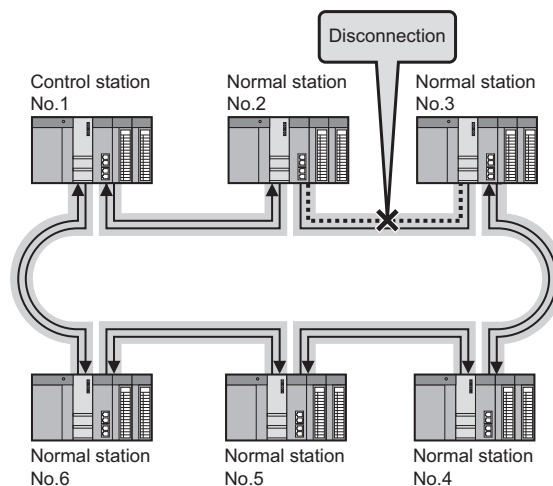 Disconnection
Control station
No.1
Normal station
No.2
Normal station
No.3
Normal station
No.6
Normal station
No.5
Normal station
No.4